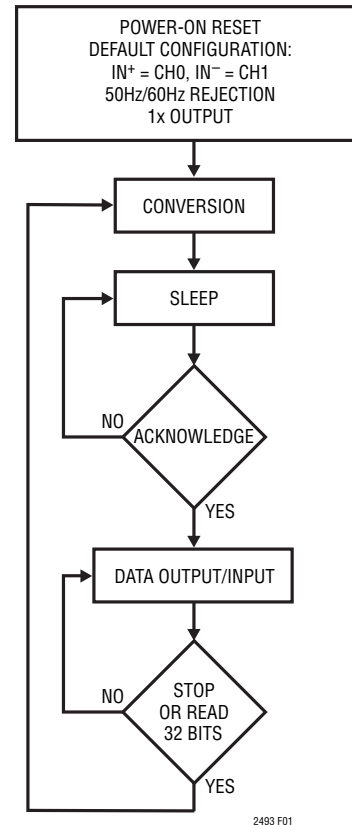 POWER-ON RESET
DEFAULT CONFIGURATION:
IN⁺ = CH0, IN⁻ = CH1
50Hz/60Hz REJECTION
1x OUTPUT
CONVERSION
SLEEP
NO
ACKNOWLEDGE
YES
DATA OUTPUT/INPUT
NO
STOP
OR READ
32 BITS
YES
2493 F01